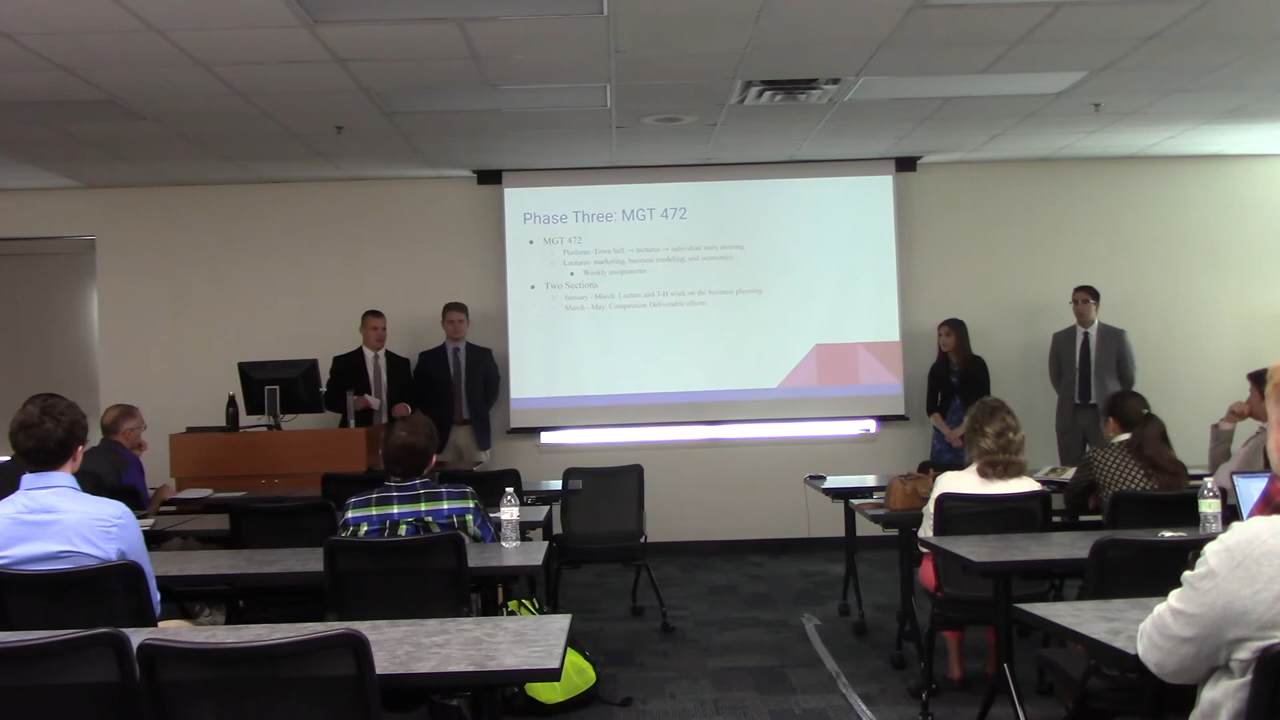 Phase Three: MGT 472
MGT 472
Platform: Town hall → lectures → individual team meeting
Lectures: marketing, business modeling, and economics
Weekly assignments
Two Sections
January - March: Lecture and 3-H work on the business planning
March - May: Competition Deliverable efforts